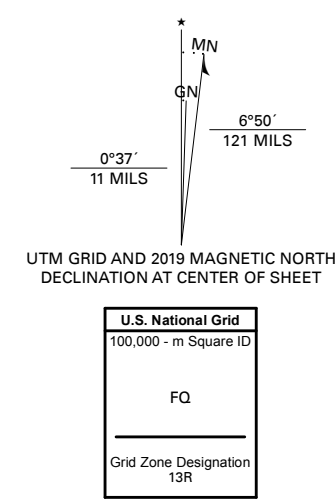 ★
MN
GN
6°50´
121 MILS
0°37´
11 MILS
UTM GRID AND 2019 MAGNETIC NORTH
DECLINATION AT CENTER OF SHEET
U.S. National Grid
100,000 - m Square ID
FQ
Grid Zone Designation
13R